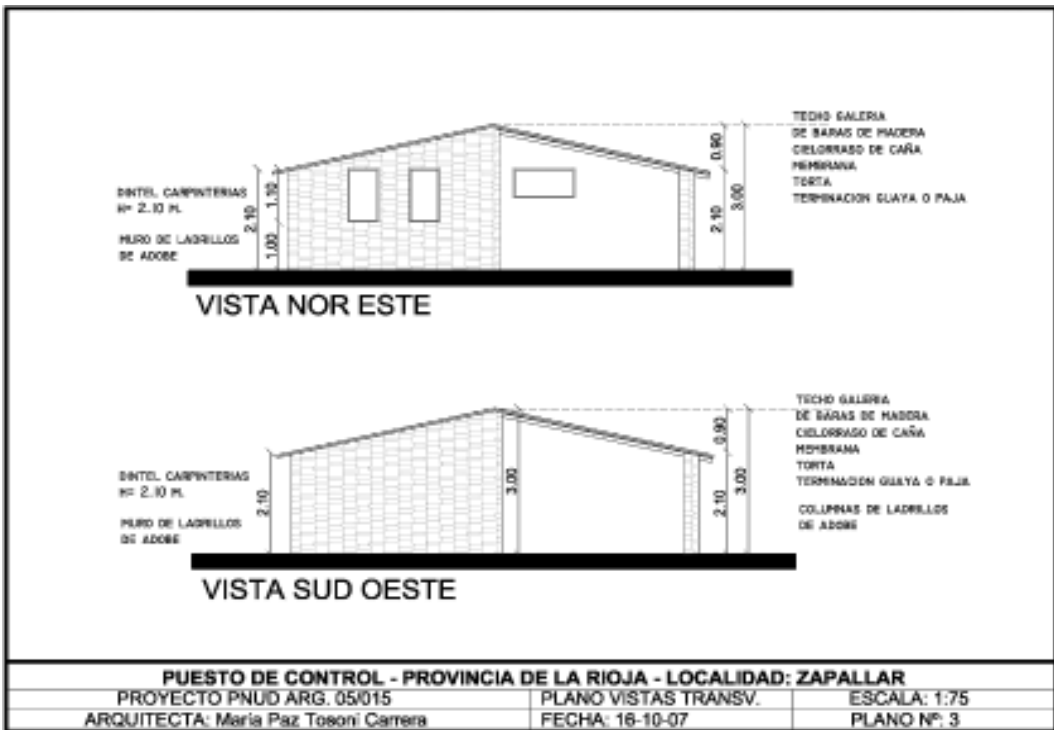 TECHO GALERIA
DE BARAS DE MADERA
CIELORRASO DE CAÑA
MEMBRANA
TORTA
TERMINACION GUAYA O PAJA
DINTEL CARPINTERIAS
H= 2.10 M.
MURO DE LADRILLOS
DE ADOBE
2.10
1.10
1.00
0.90
2.10
3.00
VISTA NOR ESTE
TECHO GALERIA
DE BARAS DE MADERA
CIELORRASO DE CAÑA
MEMBRANA
TORTA
TERMINACION GUAYA O PAJA
COLUMNAS DE LADRILLOS
DE ADOBE
DINTEL CARPINTERIAS
H= 2.10 M.
MURO DE LADRILLOS
DE ADOBE
2.10
3.00
0.90
2.10
3.00
VISTA SUD OESTE
PUESTO DE CONTROL - PROVINCIA DE LA RIOJA - LOCALIDAD: ZAPALLAR
PROYECTO PNUD ARG. 05/015 PLANO VISTAS TRANSV. ESCALA: 1:75
ARQUITECTA: Maria Paz Tosoni Carrera FECHA: 16-10-07 PLANO Nº: 3